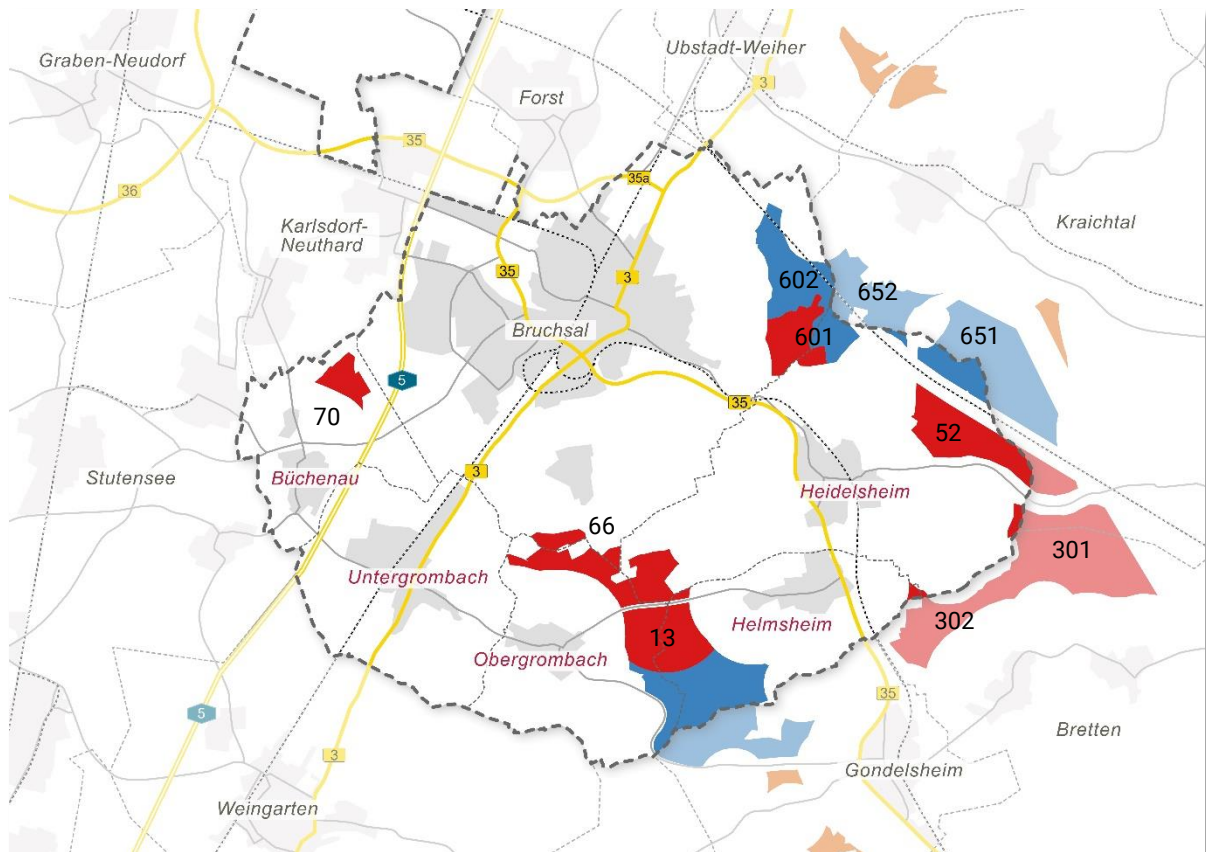 Ubstadt-Weiher
Graben-Neudorf
3
Forst
35
35a
36
Karlsdorf-
Neuthard
Kraichtal
35
3
602
652
Bruchsal
601
651
5
70
35
52
3
Stutensee
Büchenau
Heidelsheim
66
301
Untergrombach
302
Helmsheim
13
Obergrombach
35
5
Bretten
3
Gondelsheim
Weingarten